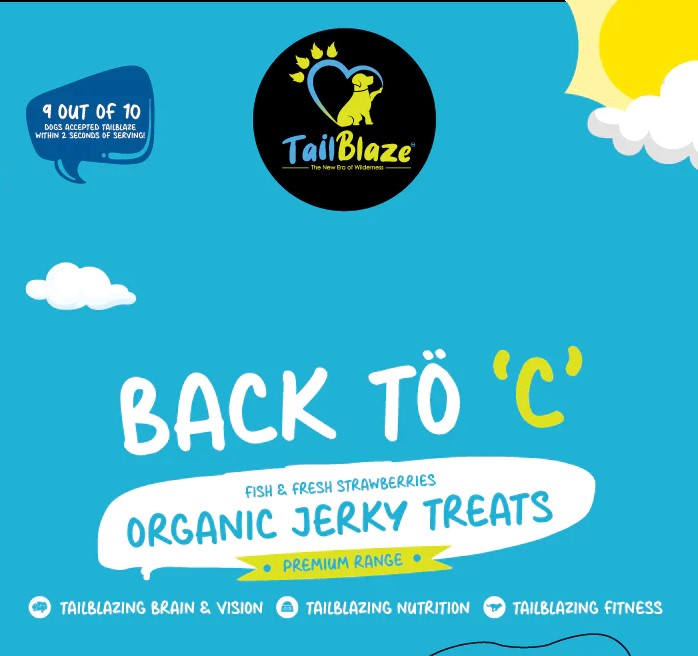 9 OUT OF 10
DOGS ACCEPTED TAILBLAZE
WITHIN 2 SECONDS OF SERVING!
TailBlaze
The New Era of Wilderness
BACK TÖ ‘C’
FISH & FRESH STRAWBERRIES
ORGANIC JERKY TREATS
PREMIUM RANGE
TAILBLAZING BRAIN & VISION TAILBLAZING NUTRITION TAILBLAZING FITNESS